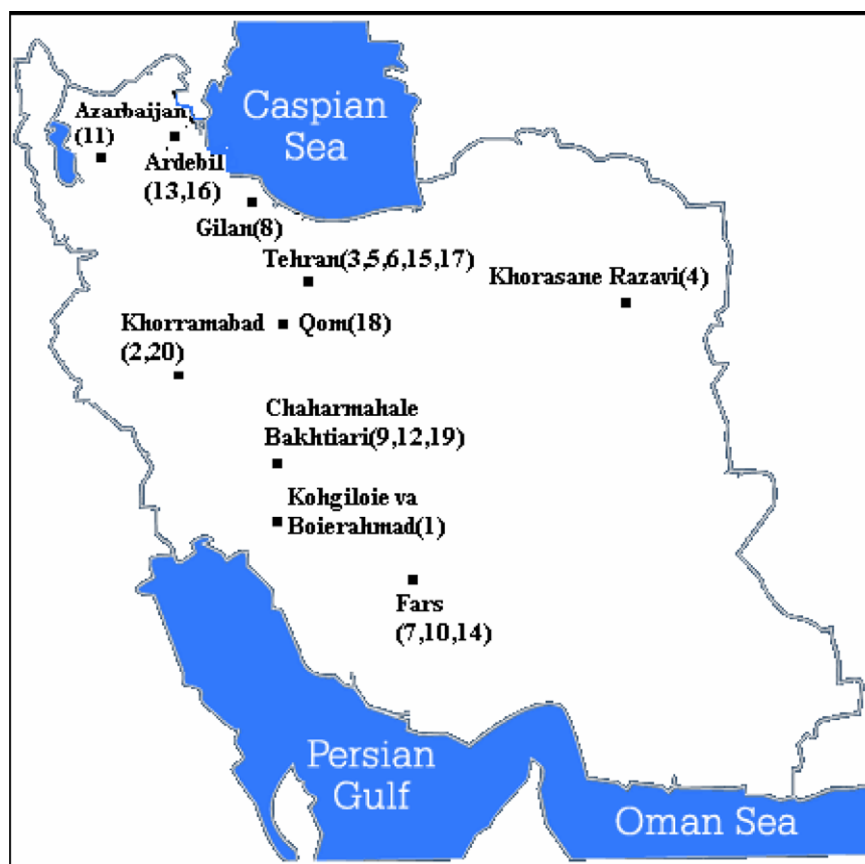 Caspian
Sea
Azarbaijan
(11)
Ardebil
(13,16)
Gilan(8)
Tehran(3,5,6,15,17)
Khorasane Razavi(4)
Khorramabad
(2,20)
Qom(18)
Chaharmahale
Bakhtiari(9,12,19)
Kohgiloie va
Boierahmad(1)
Fars
(7,10,14)
Persian
Gulf
Oman Sea